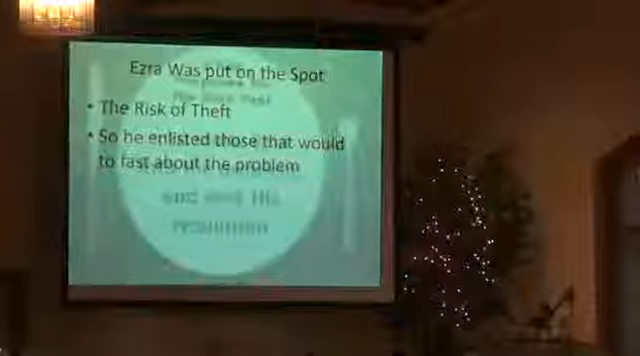 Ezra Was put on the Spot
• The Risk of Theft
• So he enlisted those that would
to fast about the problem